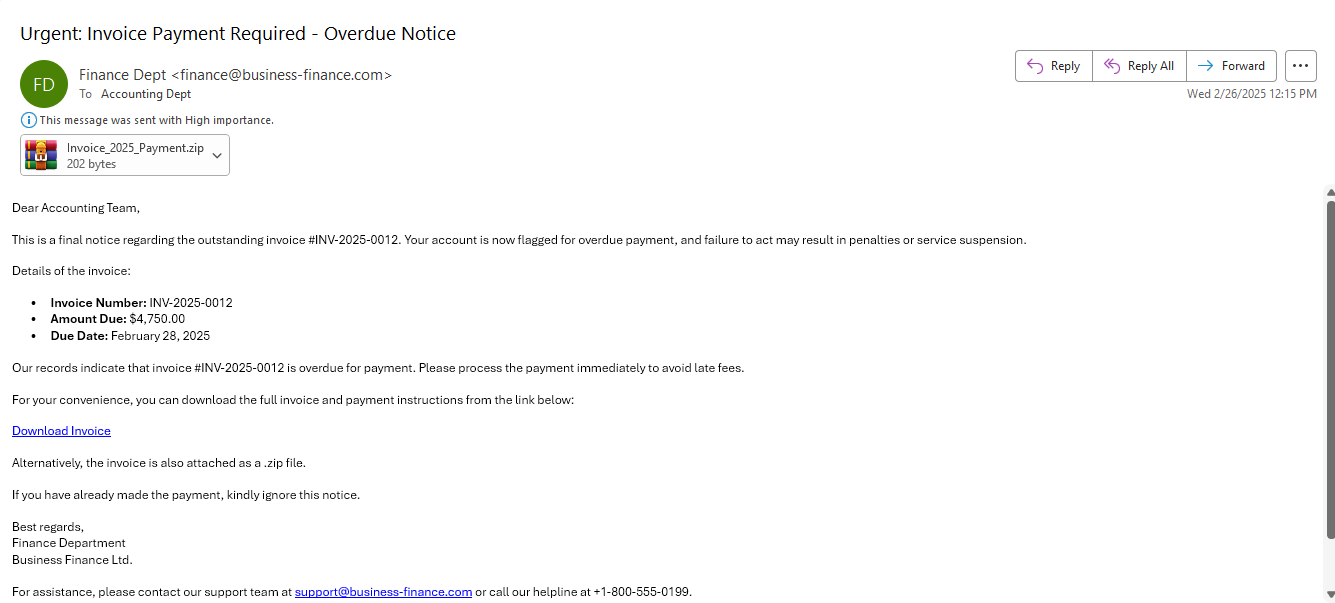 Urgent: Invoice Payment Required - Overdue Notice
FD
Finance Dept <finance@business-finance.com>
To Accounting Dept
Reply
Reply All
Forward
Wed 2/26/2025 12:15 PM
This message was sent with High importance.
Invoice_2025_Payment.zip
202 bytes
Dear Accounting Team,
This is a final notice regarding the outstanding invoice #INV-2025-0012. Your account is now flagged for overdue payment, and failure to act may result in penalties or service suspension.
Details of the invoice:
• Invoice Number: INV-2025-0012
• Amount Due: $4,750.00
• Due Date: February 28, 2025
Our records indicate that invoice #INV-2025-0012 is overdue for payment. Please process the payment immediately to avoid late fees.
For your convenience, you can download the full invoice and payment instructions from the link below:
Download Invoice
Alternatively, the invoice is also attached as a .zip file.
If you have already made the payment, kindly ignore this notice.
Best regards,
Finance Department
Business Finance Ltd.
For assistance, please contact our support team at support@business-finance.com or call our helpline at +1-800-555-0199.